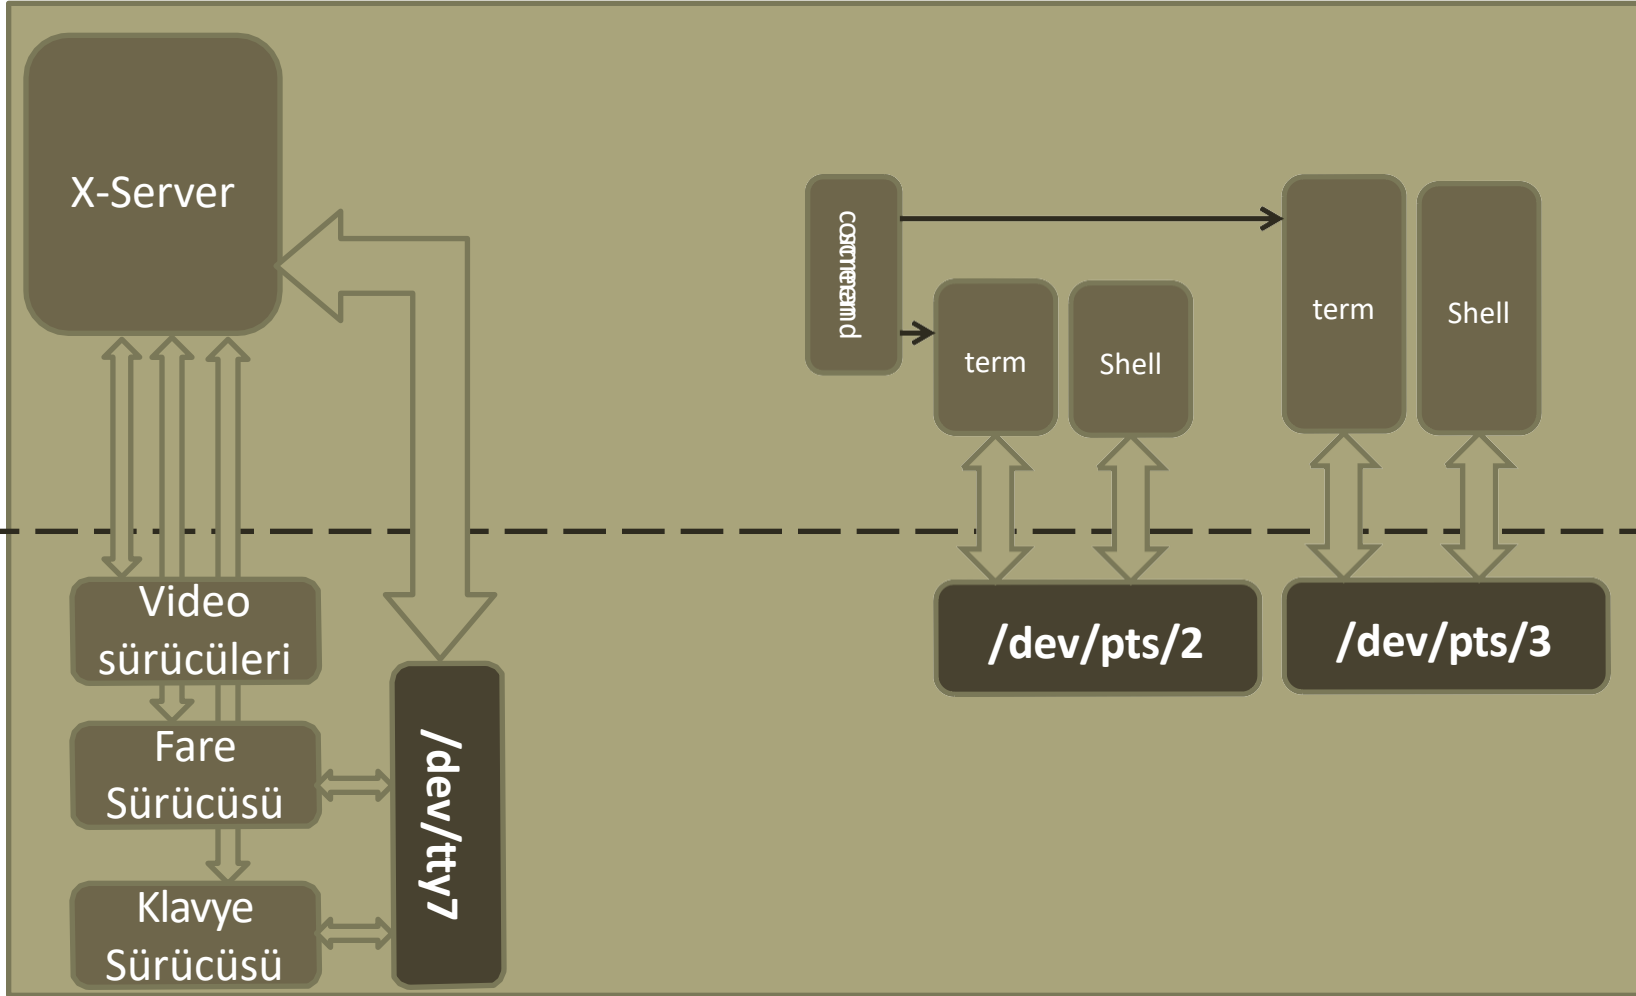 X-Server
term
Shell
term
Shell
Video
sürücüleri
Fare
Sürücüsü
Klavye
Sürücüsü
/dev/tty7
/dev/pts/2
/dev/pts/3